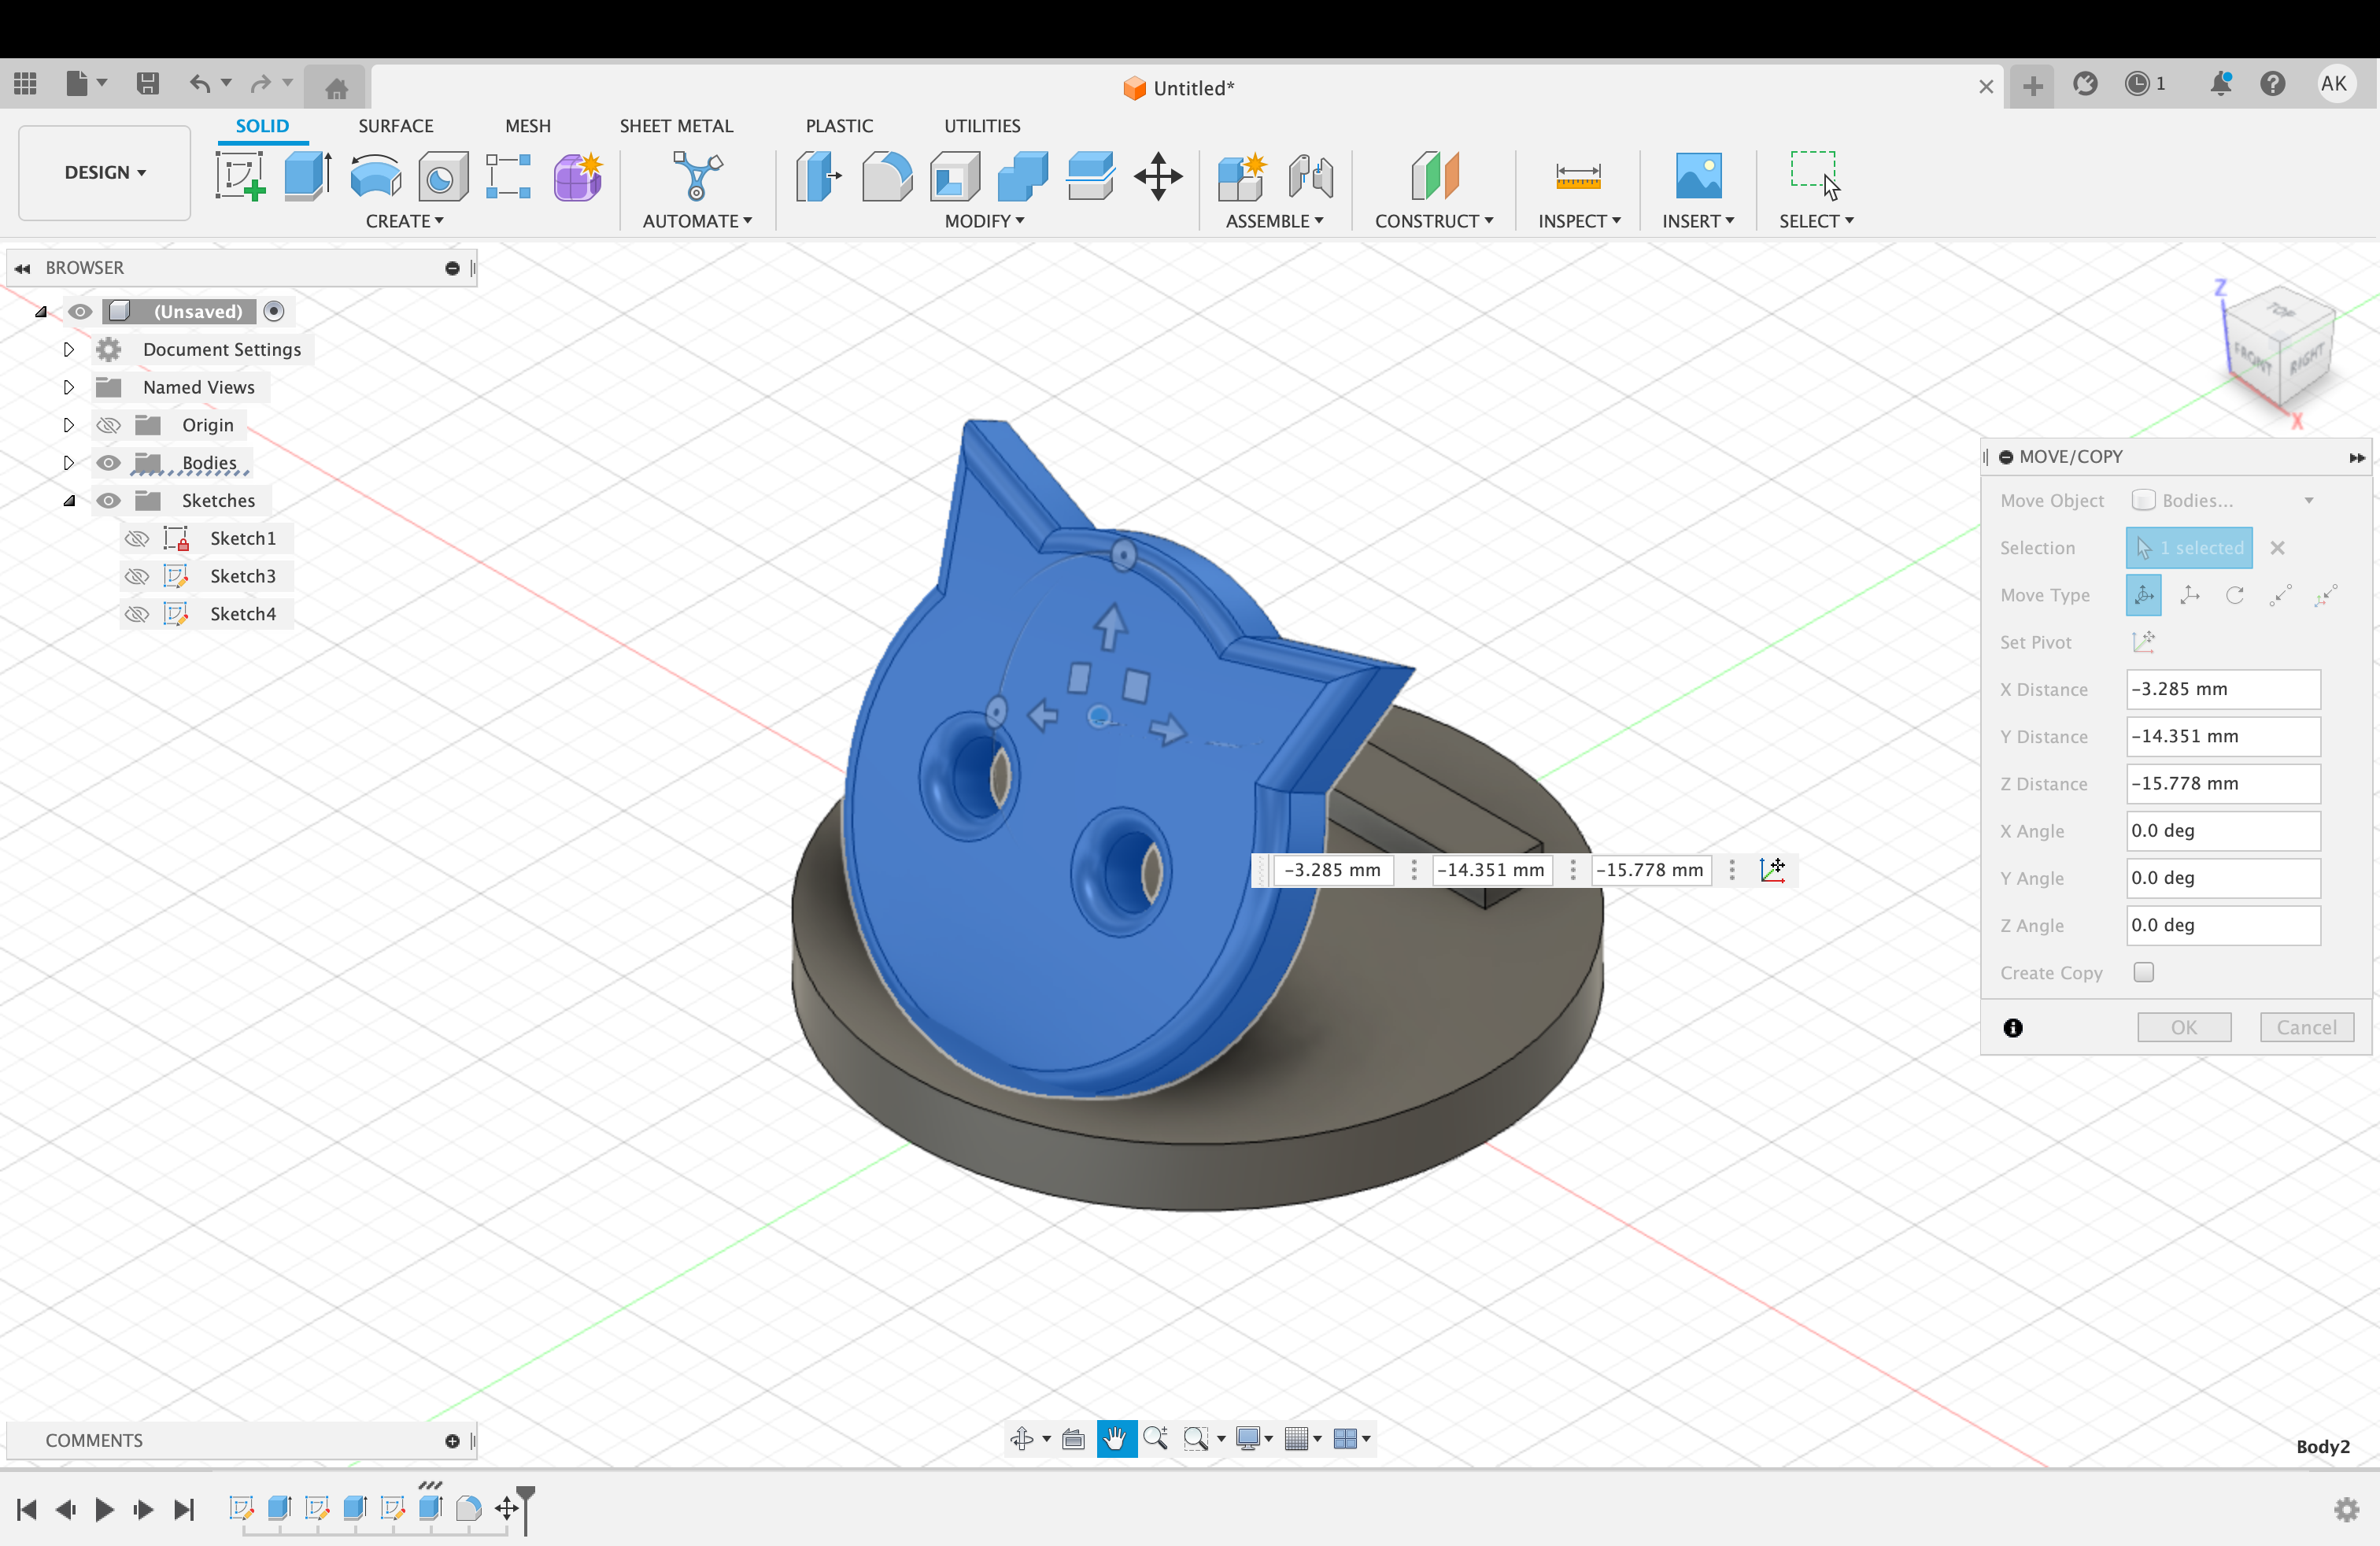 Untitled*
1
AK
DESIGN
SOLID
SURFACE
MESH
SHEET METAL
PLASTIC
UTILITIES
CREATE
AUTOMATE
MODIFY
ASSEMBLE
CONSTRUCT
INSPECT
INSERT
SELECT
BROWSER
(Unsaved)
Document Settings
Named Views
Origin
Bodies
Sketches
Sketch1
Sketch3
Sketch4
Z
TOP
FRONT
RIGHT
X
MOVE/COPY
Move Object Bodies...
Selection 1 selected
Move Type
Set Pivot
X Distance -3.285 mm
Y Distance -14.351 mm
Z Distance -15.778 mm
X Angle 0.0 deg
Y Angle 0.0 deg
Z Angle 0.0 deg
Create Copy
OK Cancel
-3.285 mm -14.351 mm -15.778 mm
COMMENTS
Body2